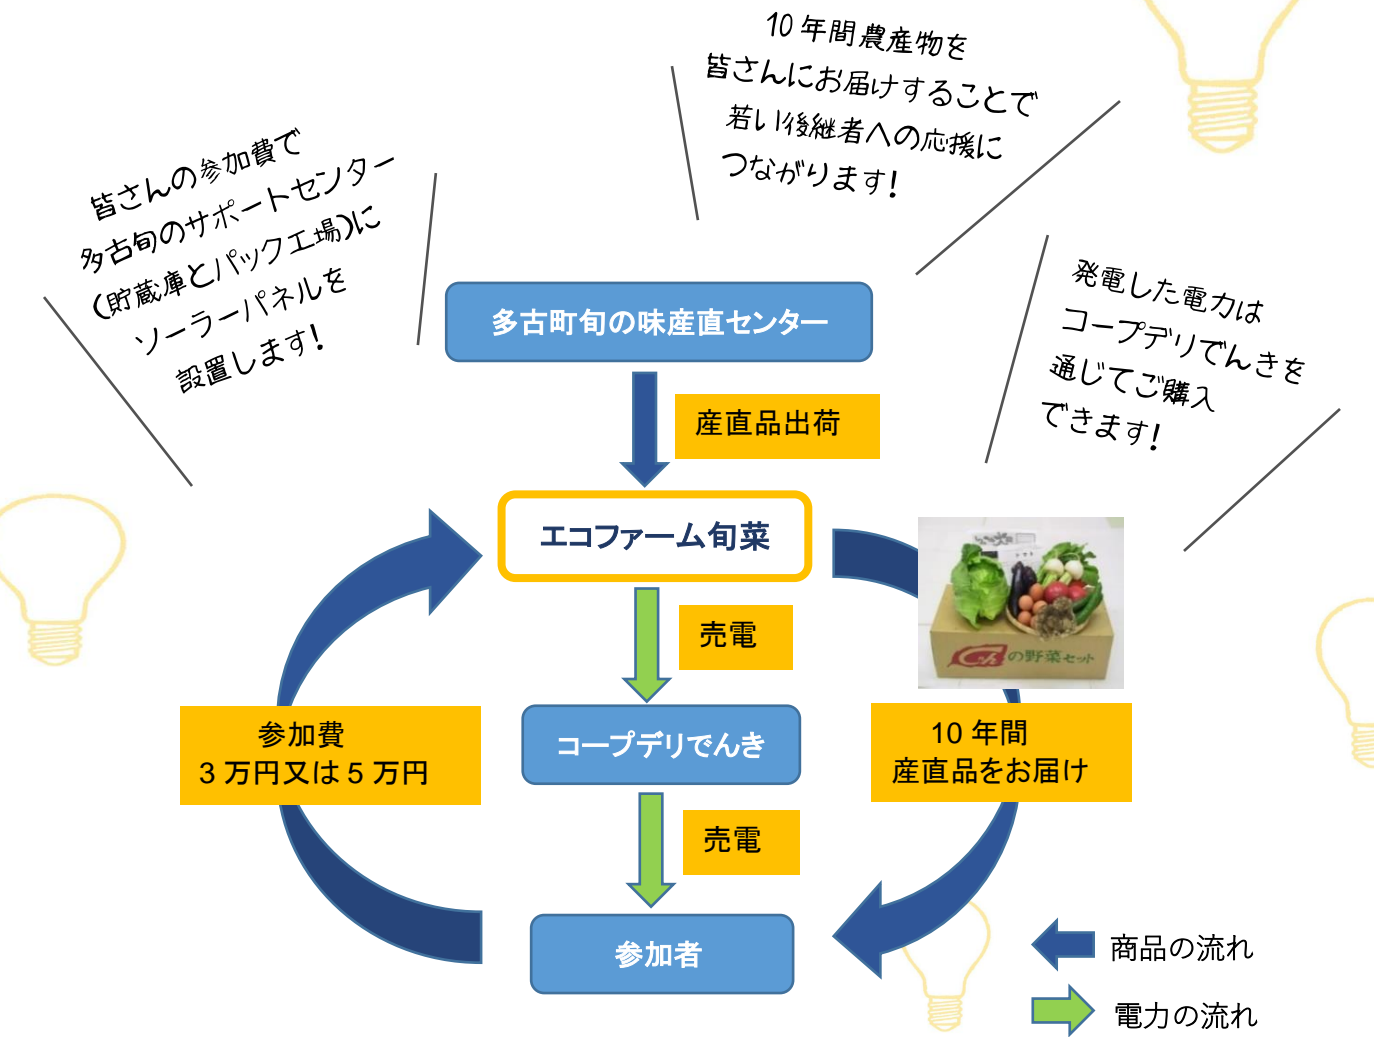 10年間農産物を
皆さんにお届けすることで
若い後継者への応援に
つながります!
皆さんの参加費で
多古旬のサポートセンター
(貯蔵庫とパック工場)に
ソーラーパネルを
設置します!
発電した電力は
コープデリでんきを
通じてご購入
できます!
多古町旬の味産直センター
産直品出荷
エコファーム旬菜
売電
の野菜セット
コープデリでんき
参加費
3万円又は5万円
10年間
産直品をお届け
売電
参加者
商品の流れ
電力の流れ